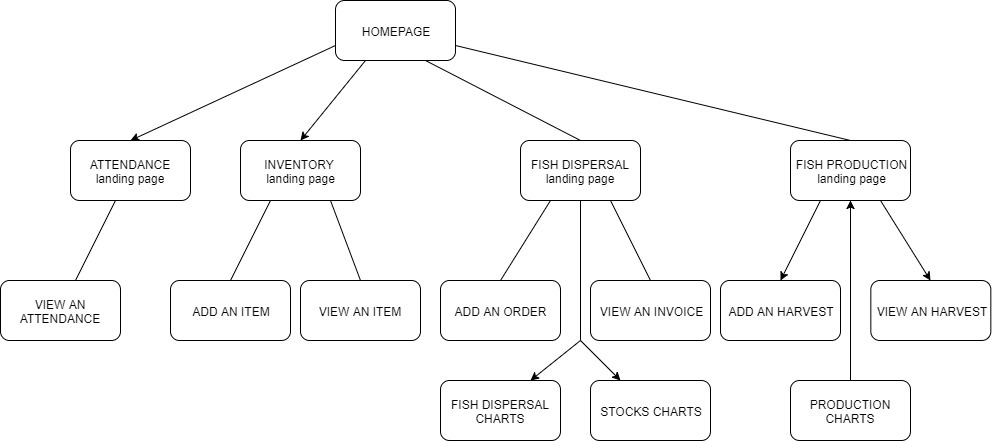 HOMEPAGE
ATTENDANCE
landing page
INVENTORY
landing page
FISH DISPERSAL
landing page
FISH PRODUCTION
landing page
VIEW AN
ATTENDANCE
ADD AN ITEM
VIEW AN ITEM
ADD AN ORDER
VIEW AN INVOICE
ADD AN HARVEST
VIEW AN HARVEST
FISH DISPERSAL
CHARTS
STOCKS CHARTS
PRODUCTION
CHARTS